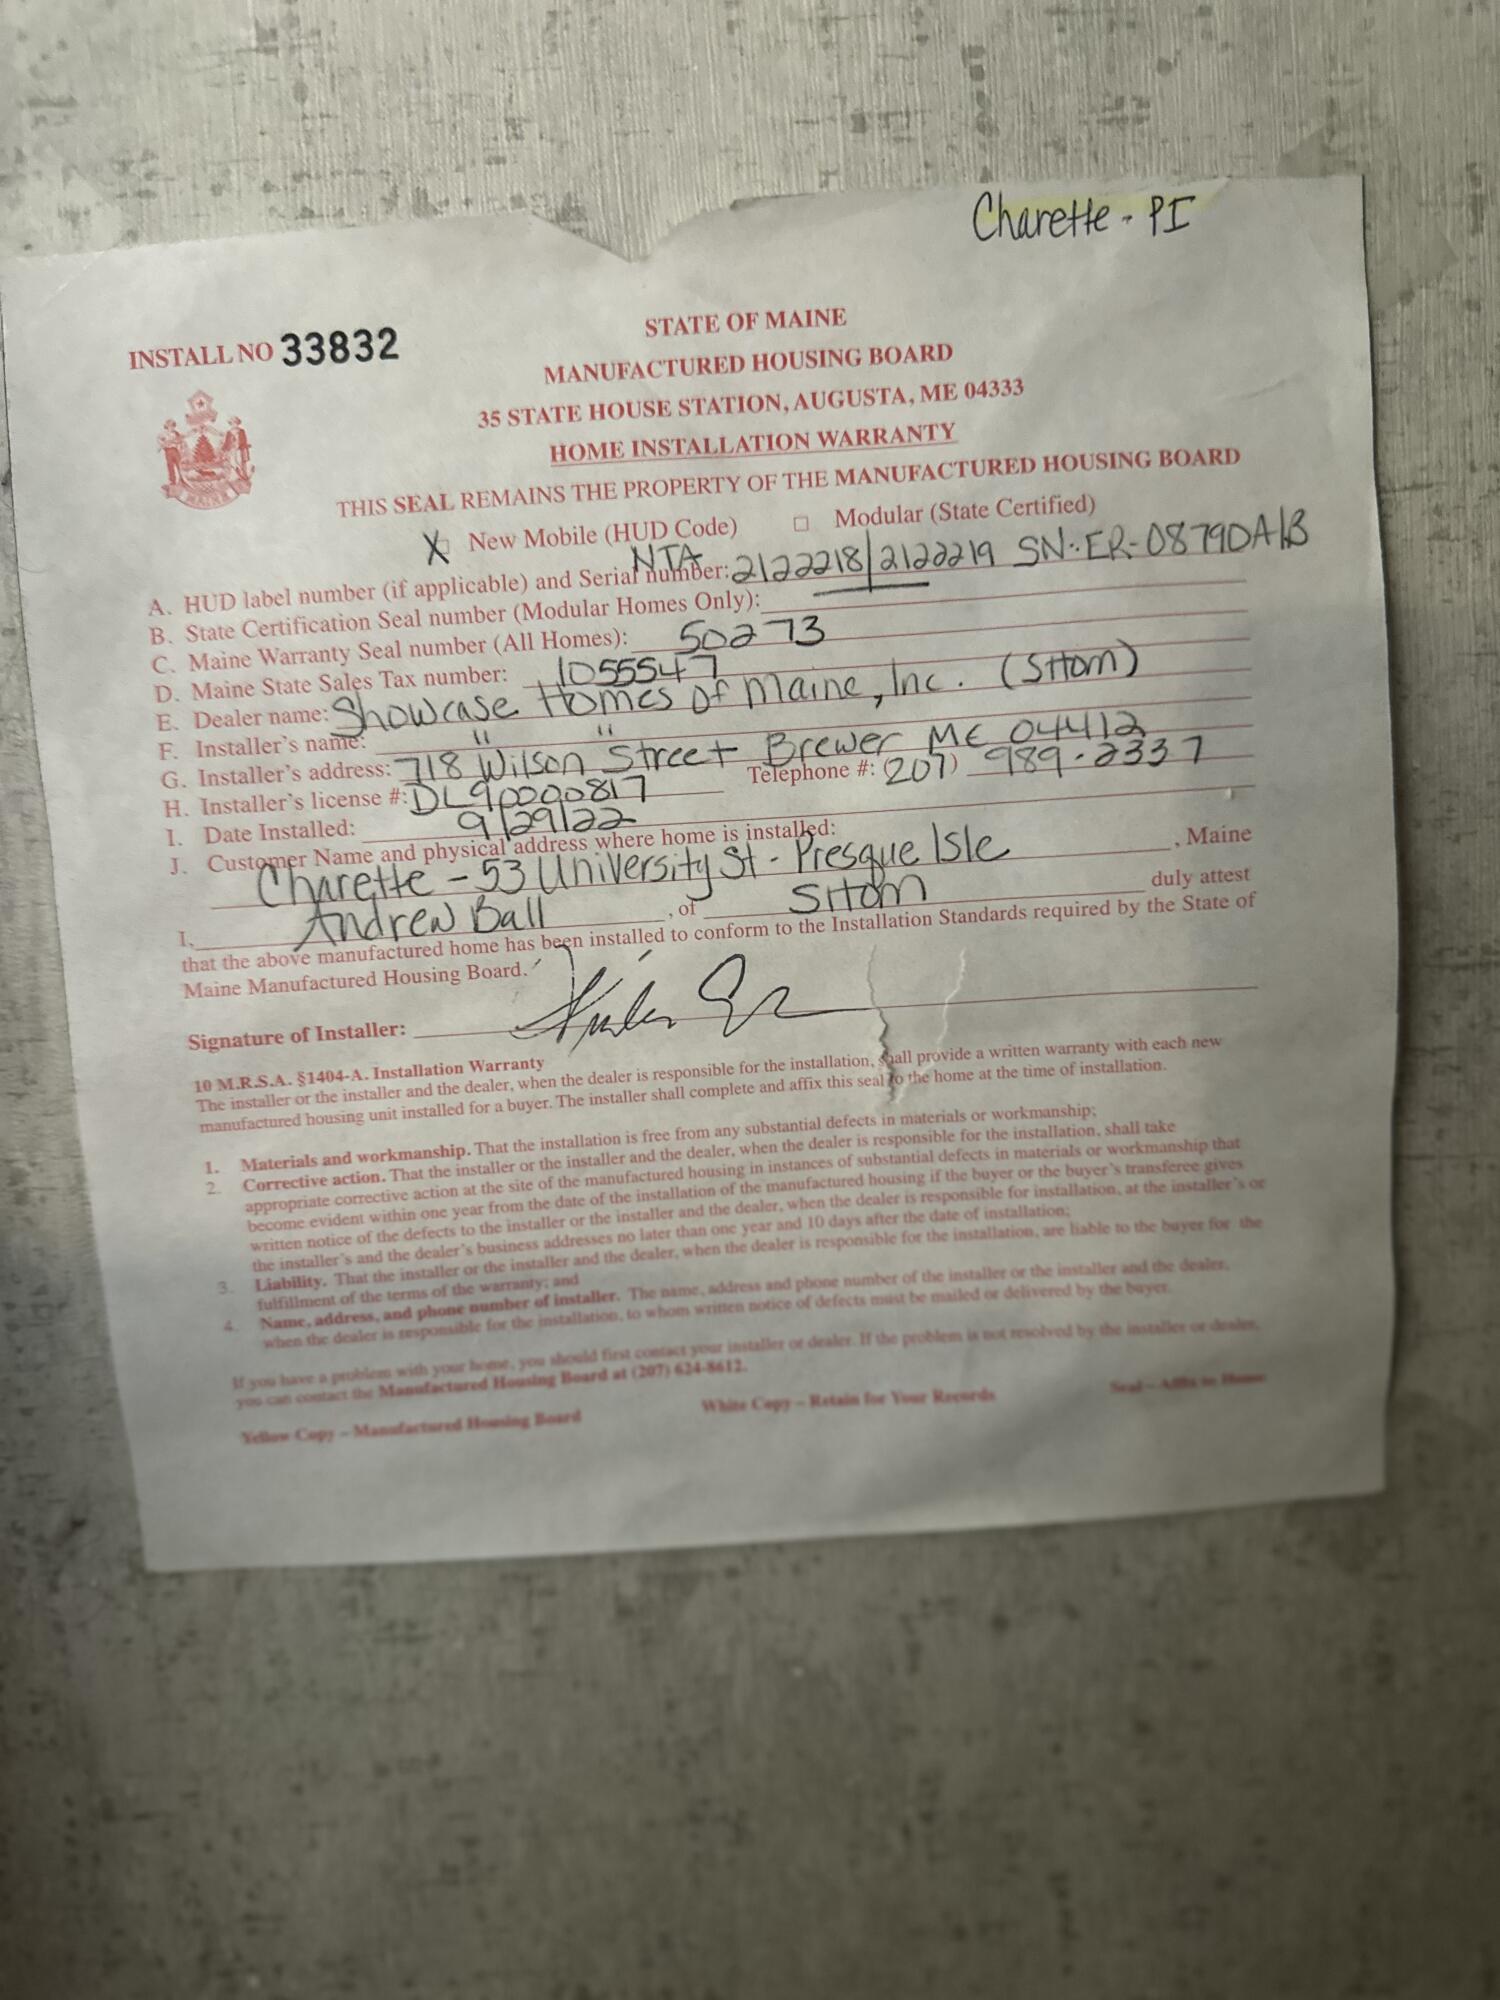 Charette - PI
INSTALL NO 33832
STATE OF MAINE
MANUFACTURED HOUSING BOARD
35 STATE HOUSE STATION, AUGUSTA, ME 04333
HOME INSTALLATION WARRANTY
THIS SEAL REMAINS THE PROPERTY OF THE MANUFACTURED HOUSING BOARD
X New Mobile (HUD Code) □ Modular (State Certified)
NTA
A. HUD label number (if applicable) and Serial number: 2122218/2122219 SN: ER-08790A/B
B. State Certification Seal number (Modular Homes Only):
C. Maine Warranty Seal number (All Homes): 50273
D. Maine State Sales Tax number: 1055547
E. Dealer name: Showcase Homes of Maine, Inc. (SHom)
F. Installer's name: " "
G. Installer's address: 718 Wilson Street Brewer ME 04412
H. Installer's license #: DL90000817 Telephone #: (207) 989-2337
I. Date Installed: 9/29/22
J. Customer Name and physical address where home is installed:
Charette - 53 University St - Presque Isle , Maine
I, Andrew Ball , of SHom duly attest
that the above manufactured home has been installed to conform to the Installation Standards required by the State of
Maine Manufactured Housing Board.
Signature of Installer:
10 M.R.S.A. §1404-A. Installation Warranty
The installer or the installer and the dealer, when the dealer is responsible for the installation, shall provide a written warranty with each new
manufactured housing unit installed for a buyer. The installer shall complete and affix this seal to the home at the time of installation.
1. Materials and workmanship. That the installation is free from any substantial defects in materials or workmanship;
2. Corrective action. That the installer or the installer and the dealer, when the dealer is responsible for the installation, shall take
appropriate corrective action at the site of the manufactured housing in instances of substantial defects in materials or workmanship that
become evident within one year from the date of the installation of the manufactured housing if the buyer or the buyer's transferee gives
written notice of the defects to the installer or the installer and the dealer, when the dealer is responsible for installation, at the installer's or
the installer's and the dealer's business addresses no later than one year and 10 days after the date of installation;
3. Liability. That the installer or the installer and the dealer, when the dealer is responsible for the installation, are liable to the buyer for the
fulfillment of the terms of the warranty; and
4. Name, address, and phone number of installer. The name, address and phone number of the installer or the installer and the dealer,
when the dealer is responsible for the installation, to whom written notice of defects must be mailed or delivered by the buyer.
If you have a problem with your home, you should first contact your installer or dealer. If the problem is not resolved by the installer or dealer,
you can contact the Manufactured Housing Board at (207) 624-8612.
Yellow Copy – Manufactured Housing Board White Copy – Retain for Your Records Seal – Affix to Home